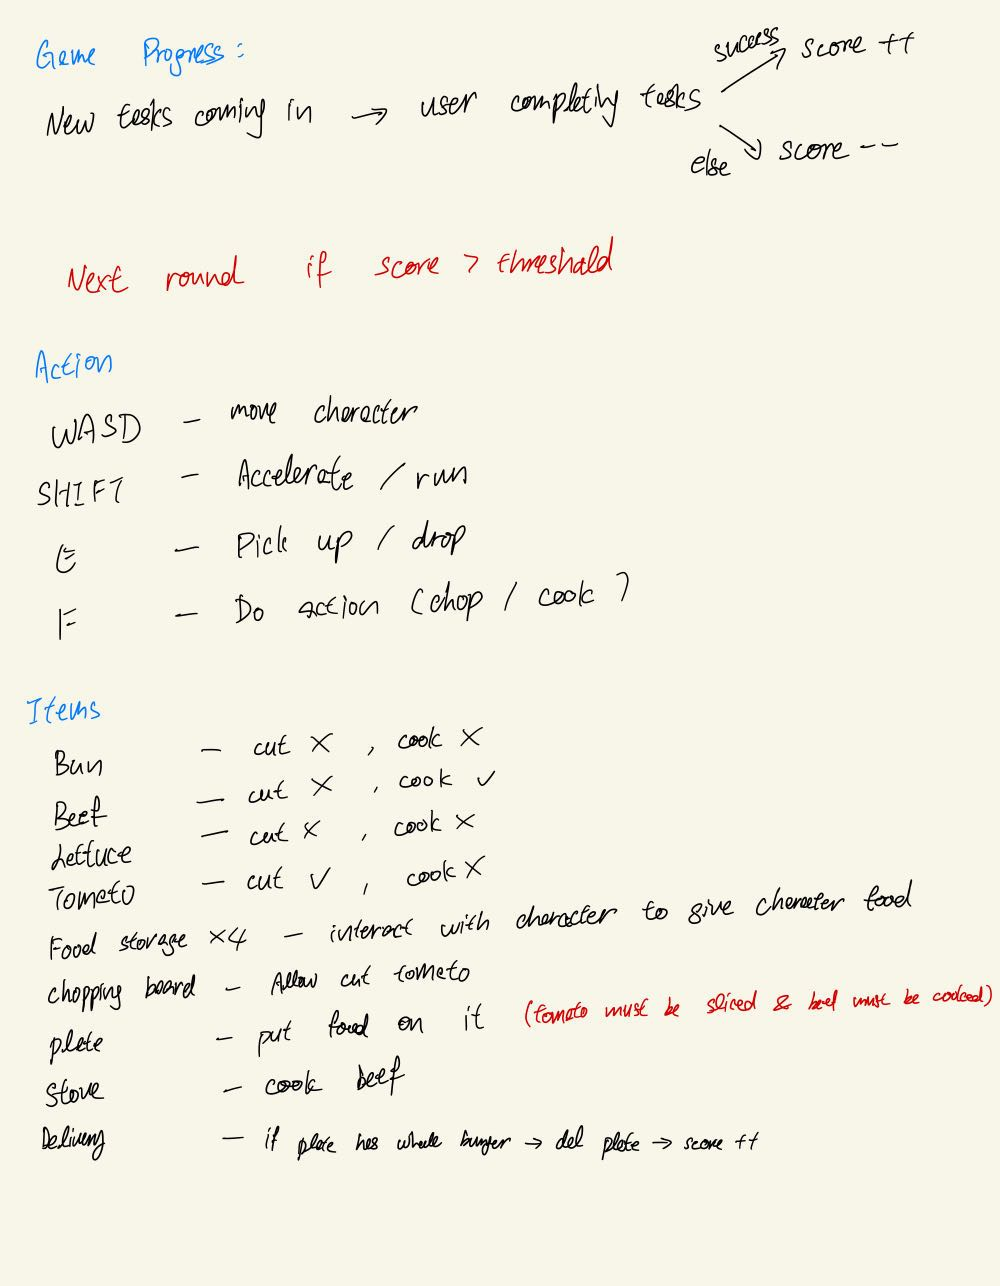 Game Progress:
success score ++
New tasks coming in → user completing tasks
else score --
Next round if score > threshold
Action
WASD - move character
SHIFT - Accelerate / run
E - Pick up / drop
F - Do action (chop / cook)
Items
Bun - cut × , cook ×
Beef - cut × , cook ✓
Lettuce - cut × , cook ×
Tomato - cut ✓ , cook ×
Food storage ×4 - interact with character to give character food
chopping board - Allow cut tomato
plate - put food on it (tomato must be sliced & beef must be cooked)
Stove - cook beef
Delivery - if plate has whole burger → del plate → score ++